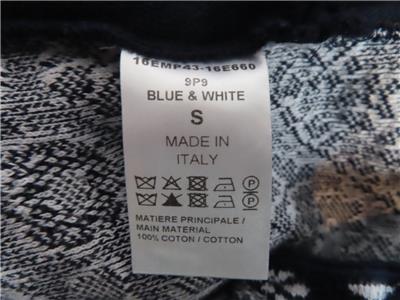 16EMP43-16E660
9P9
BLUE & WHITE
S
MADE IN
ITALY
MATIERE PRINCIPALE /
MAIN MATERIAL
100% COTON / COTTON